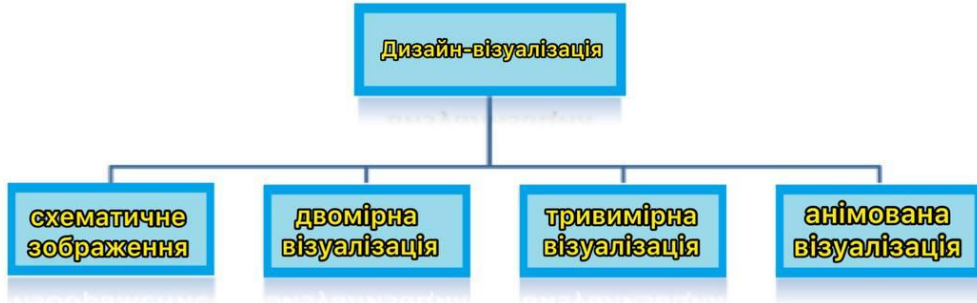 Дизайн-візуалізація
схематичне
зображення
двомірна
візуалізація
тривимірна
візуалізація
анімована
візуалізація